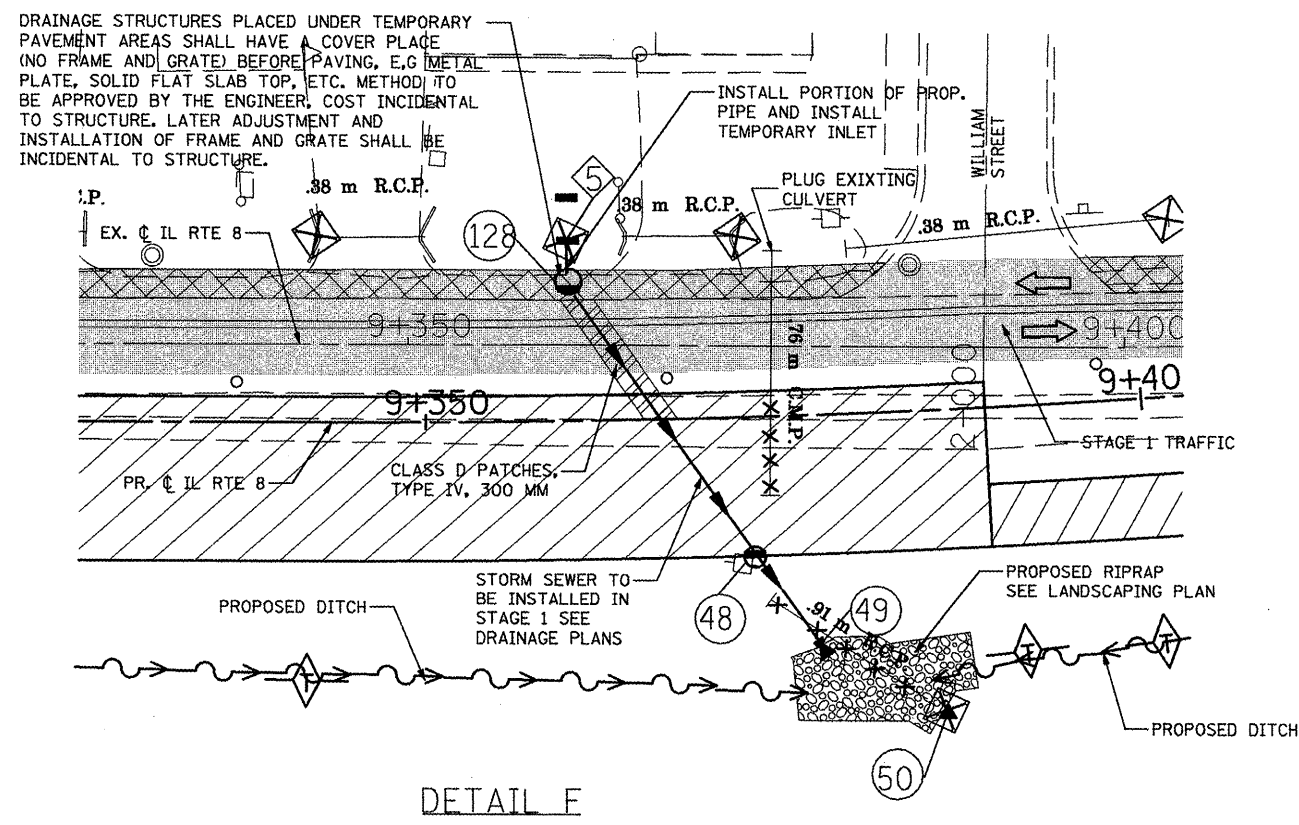 DRAINAGE STRUCTURES PLACED UNDER TEMPORARY
PAVEMENT AREAS SHALL HAVE A COVER PLACE
(NO FRAME AND GRATE) BEFORE PAVING, E,G METAL
PLATE, SOLID FLAT SLAB TOP, ETC. METHOD TO
BE APPROVED BY THE ENGINEER. COST INCIDENTAL
TO STRUCTURE. LATER ADJUSTMENT AND
INSTALLATION OF FRAME AND GRATE SHALL BE
INCIDENTAL TO STRUCTURE.
INSTALL PORTION OF PROP.
PIPE AND INSTALL
TEMPORARY INLET
WILLIAM
STREET
5
PLUG EXIXTING
CULVERT
.P.
.38 m R.C.P.
.38 m R.C.P.
.38 m R.C.P.
EX. ℄ IL RTE 8
128
9+350
9+400
.76 m C.M.P.
2+000
9+350
9+40
STAGE 1 TRAFFIC
PR. ℄ IL RTE 8
CLASS D PATCHES,
TYPE IV, 300 MM
STORM SEWER TO
BE INSTALLED IN
STAGE 1 SEE
DRAINAGE PLANS
PROPOSED DITCH
48
.91 m R.C.P.
49
PROPOSED RIPRAP
SEE LANDSCAPING PLAN
T
T
T
PROPOSED DITCH
50
DETAIL F